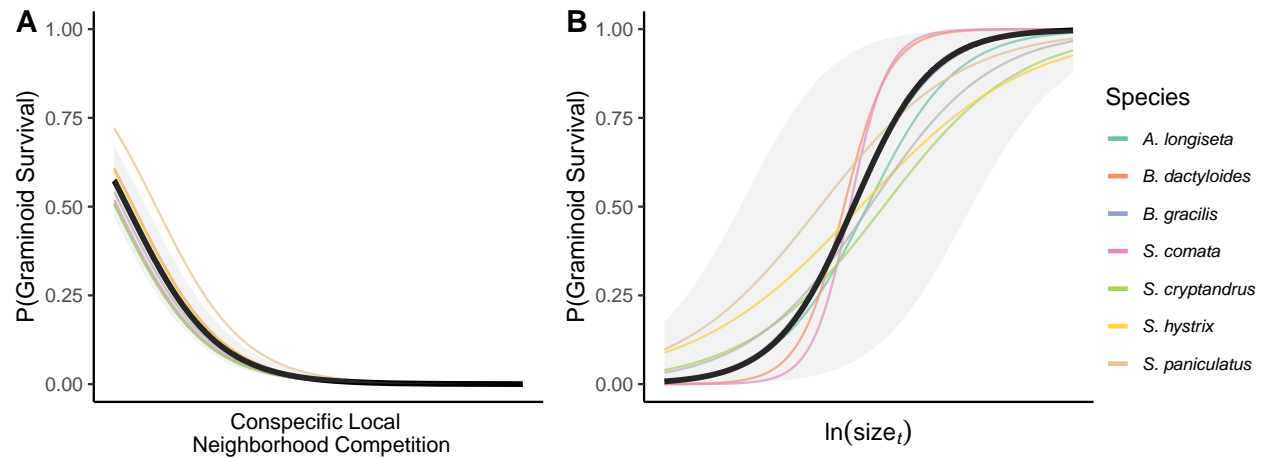 A
P(Graminoid Survival)
1.00
0.75
0.50
0.25
0.00
Conspecific Local
Neighborhood Competition
B
P(Graminoid Survival)
1.00
0.75
0.50
0.25
0.00
ln(sizeₜ)
Species
A. longiseta
B. dactyloides
B. gracilis
S. comata
S. cryptandrus
S. hystrix
S. paniculatus